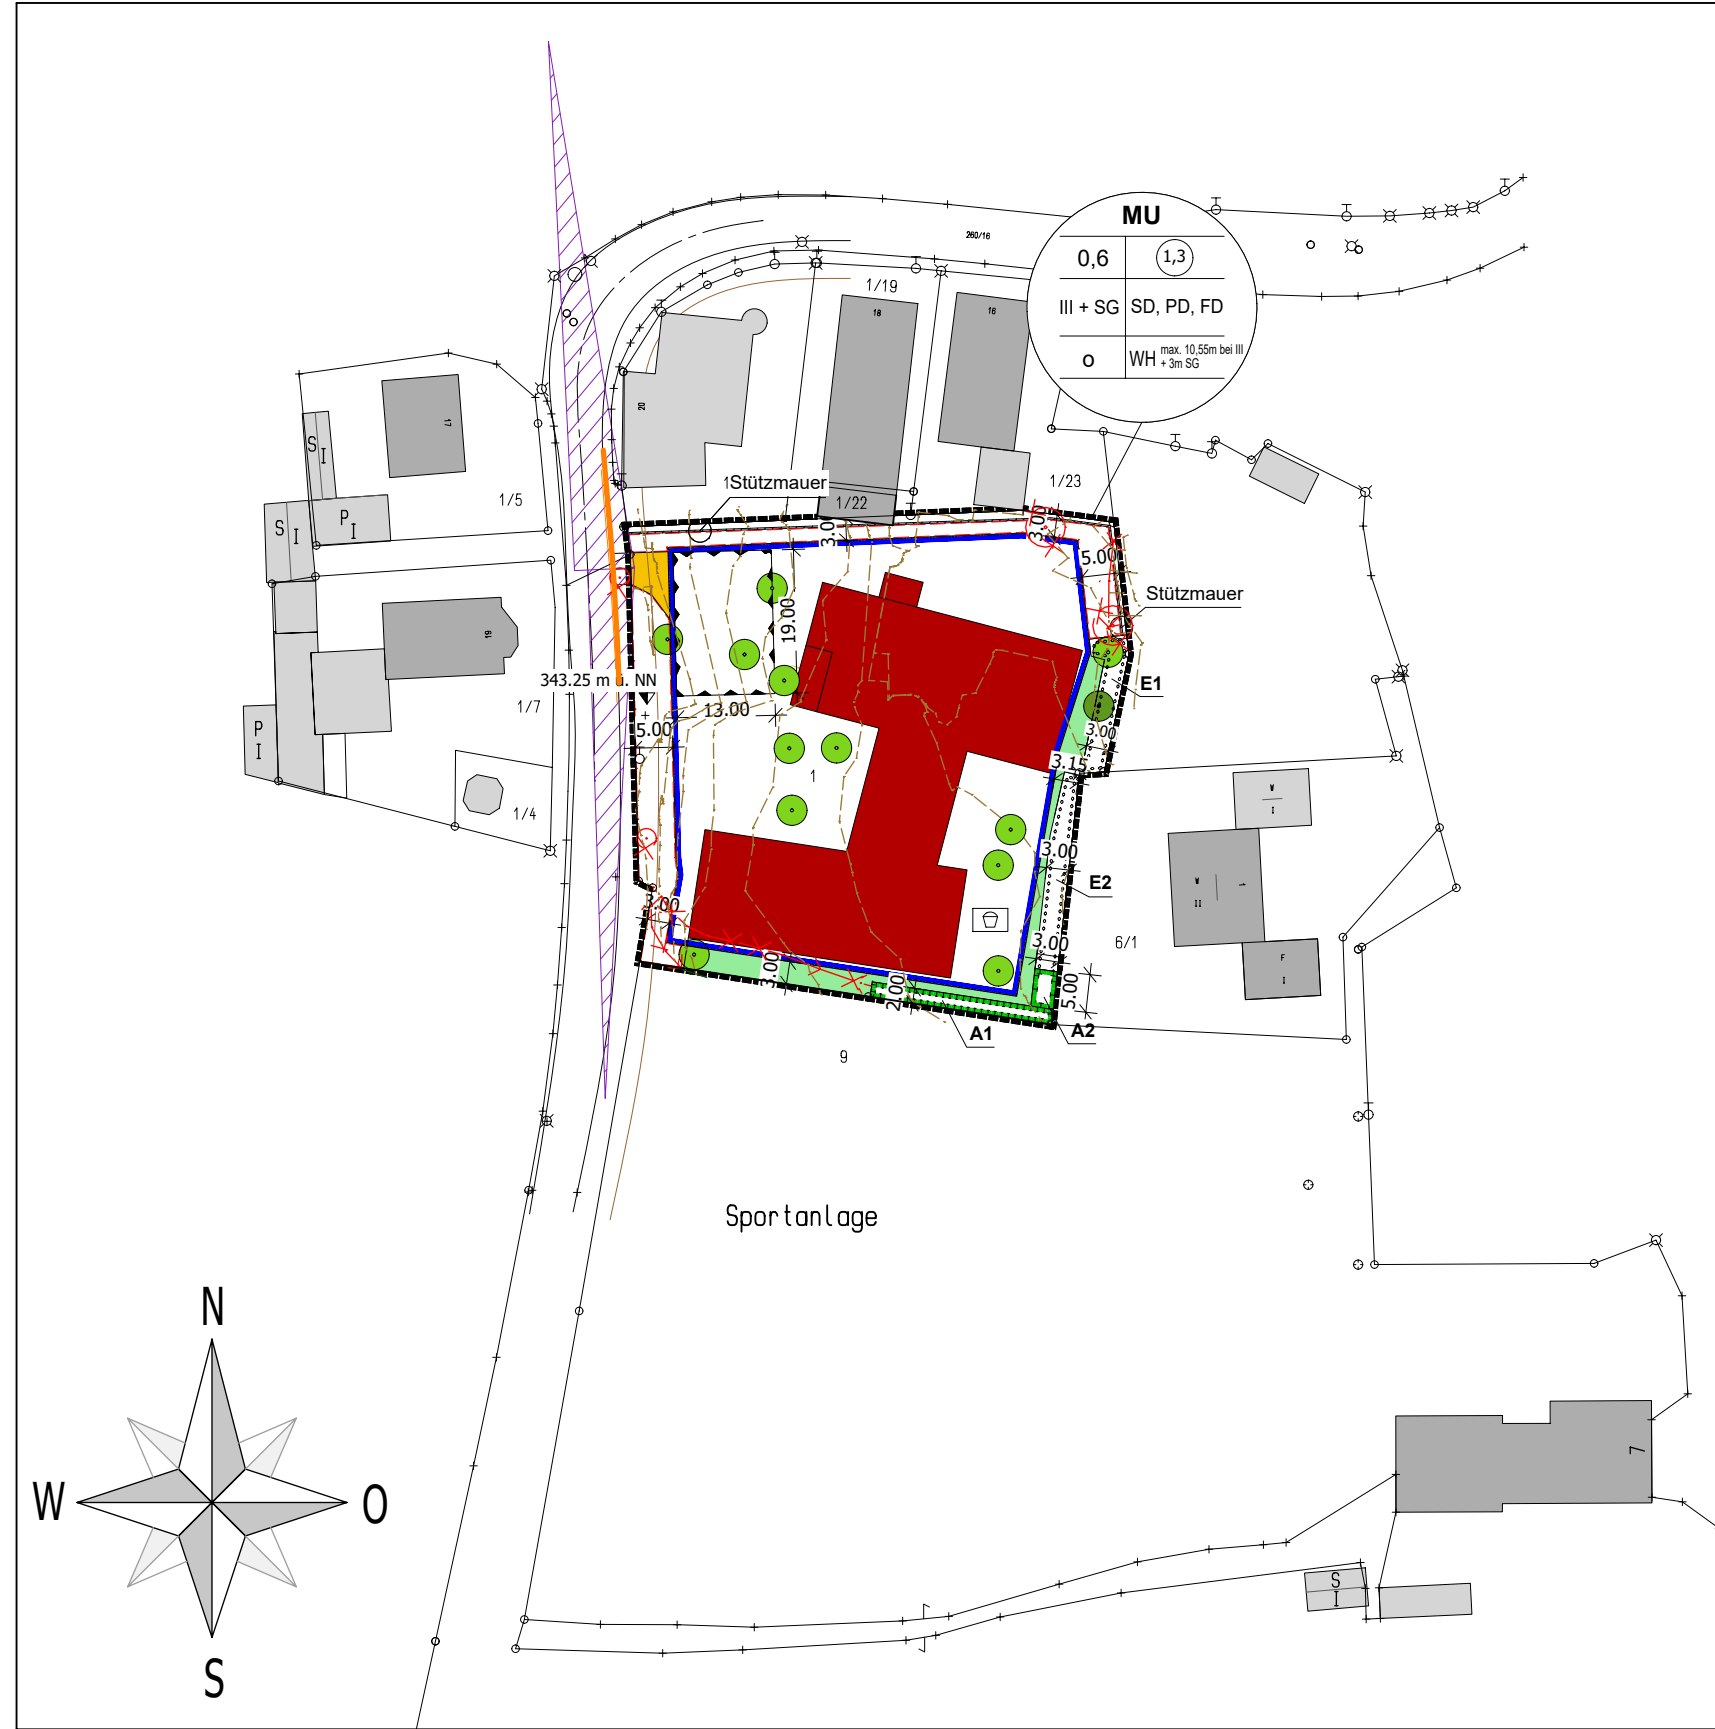 MU
0,6 1,3
III + SG SD, PD, FD
o WH max. 10,55m bei III
+ 3m SG
260/16
1/19
18
16
20
17
S I
1/5
P I
S I
1/22
1/23
Stützmauer
3.00
5.00
Stützmauer
19.00
19
343.25 m ü. NN
E1
1/7
P I
13.00
5.00
3.00
3.15
1
1/4
W I
3.00
E2
W II
1
3.00
6/1
3.00
F I
3.00
2.00
5.00
A1
A2
9
Sportanlage
N
W
O
S
7
S I